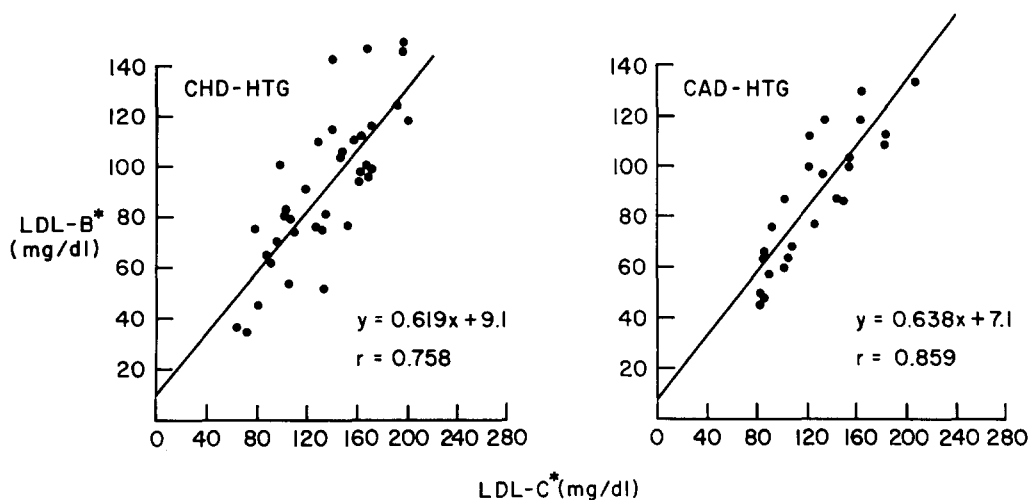 CHD-HTG
140
120
100
80
60
40
20
0 40 80 120 160 200 240 280
LDL-B*
(mg/dl)
y = 0.619x + 9.1
r = 0.758
CAD-HTG
140
120
100
80
60
40
20
0 40 80 120 160 200 240 280
y = 0.638x + 7.1
r = 0.859
LDL-C* (mg/dl)